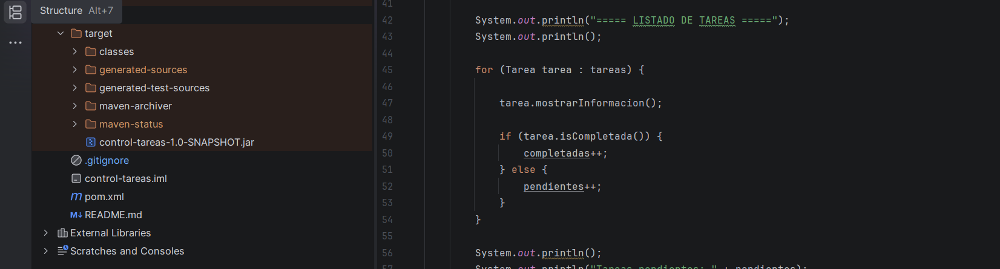 Structure Alt+7
target
classes
generated-sources
generated-test-sources
maven-archiver
maven-status
control-tareas-1.0-SNAPSHOT.jar
.gitignore
control-tareas.iml
pom.xml
README.md
External Libraries
Scratches and Consoles
41
42 System.out.println("===== LISTADO DE TAREAS =====");
43 System.out.println();
44
45 for (Tarea tarea : tareas) {
46
47 tarea.mostrarInformacion();
48
49 if (tarea.isCompletada()) {
50 completadas++;
51 } else {
52 pendientes++;
53 }
54 }
55
56 System.out.println();
57 System.out.println("Tareas pendientes: " + pendientes);